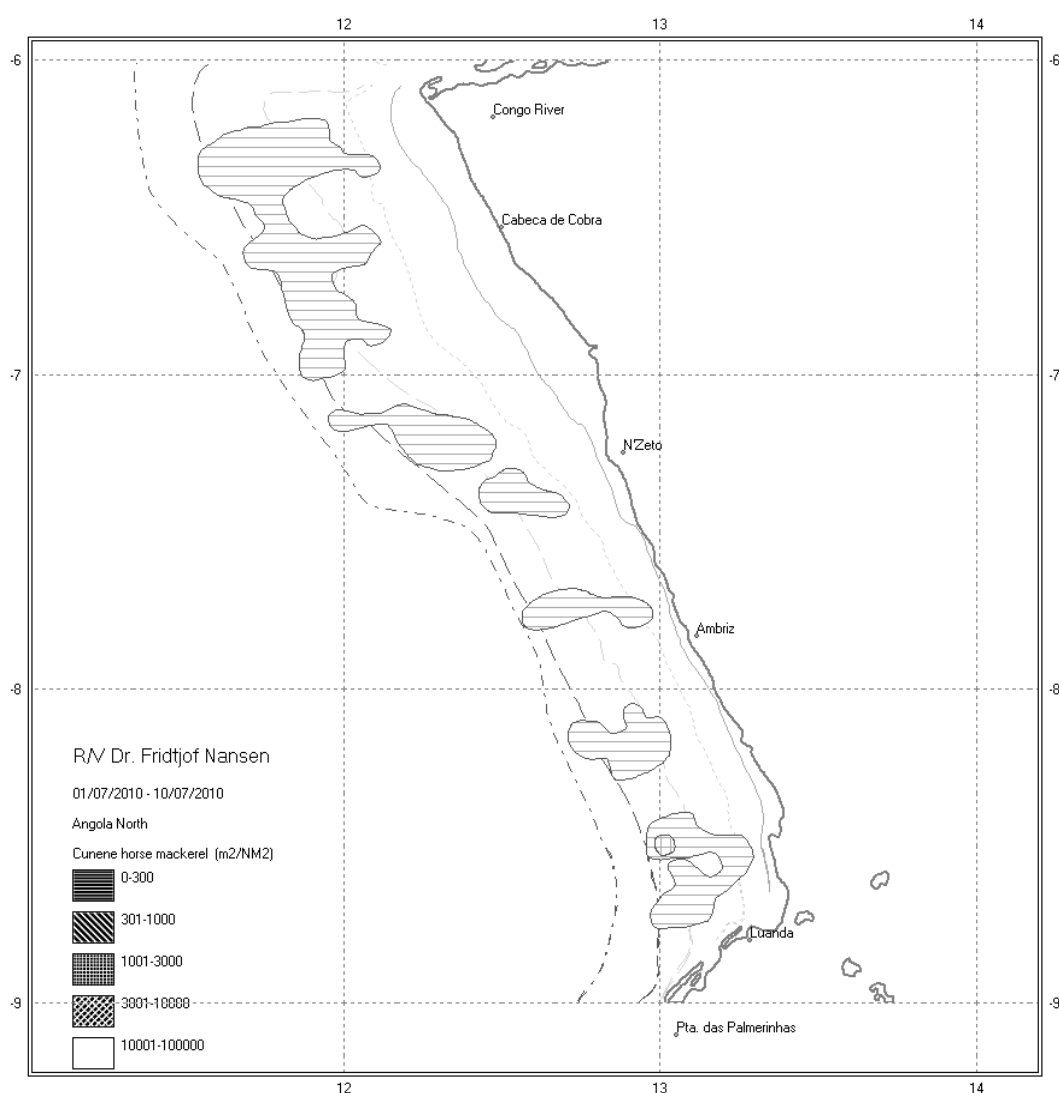 12 13 14
-6 -6
Congo River
Cabeca de Cobra
-7 -7
N'Zeto
Ambriz
-8 -8
R/V Dr. Fridtjof Nansen
01/07/2010 - 10/07/2010
Angola North
Cunene horse mackerel (m2/NM2)
0-300
301-1000
Luanda
1001-3000
-9 -9
3001-10000
Pta. das Palmerinhas
10001-100000
12 13 14